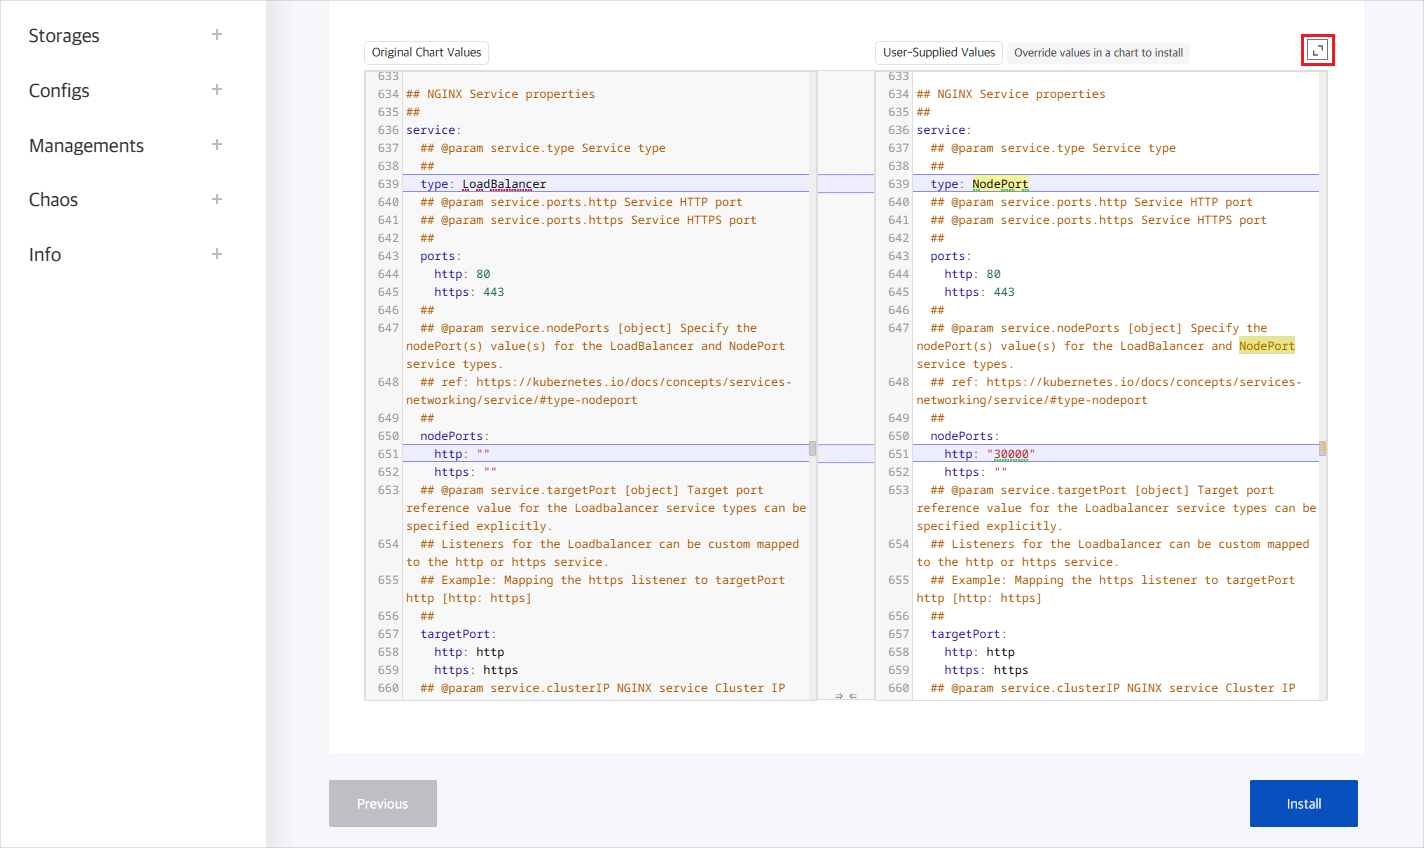 Storages
Configs
Managements
Chaos
Info
Original Chart Values
633
634 ## NGINX Service properties
635 ##
636 service:
637   ## @param service.type Service type
638   ##
639   type: LoadBalancer
640   ## @param service.ports.http Service HTTP port
641   ## @param service.ports.https Service HTTPS port
642   ##
643   ports:
644     http: 80
645     https: 443
646   ##
647   ## @param service.nodePorts [object] Specify the
nodePort(s) value(s) for the LoadBalancer and NodePort
service types.
648   ## ref: https://kubernetes.io/docs/concepts/services-
networking/service/#type-nodeport
649   ##
650   nodePorts:
651     http: ""
652     https: ""
653   ## @param service.targetPort [object] Target port
reference value for the Loadbalancer service types can be
specified explicitly.
654   ## Listeners for the Loadbalancer can be custom mapped
to the http or https service.
655   ## Example: Mapping the https listener to targetPort
http [http: https]
656   ##
657   targetPort:
658     http: http
659     https: https
660   ## @param service.clusterIP NGINX service Cluster IP
⇒ ⇐
User-Supplied Values Override values in a chart to install
633
634 ## NGINX Service properties
635 ##
636 service:
637   ## @param service.type Service type
638   ##
639   type: NodePort
640   ## @param service.ports.http Service HTTP port
641   ## @param service.ports.https Service HTTPS port
642   ##
643   ports:
644     http: 80
645     https: 443
646   ##
647   ## @param service.nodePorts [object] Specify the
nodePort(s) value(s) for the LoadBalancer and NodePort
service types.
648   ## ref: https://kubernetes.io/docs/concepts/services-
networking/service/#type-nodeport
649   ##
650   nodePorts:
651     http: "30000"
652     https: ""
653   ## @param service.targetPort [object] Target port
reference value for the Loadbalancer service types can be
specified explicitly.
654   ## Listeners for the Loadbalancer can be custom mapped
to the http or https service.
655   ## Example: Mapping the https listener to targetPort
http [http: https]
656   ##
657   targetPort:
658     http: http
659     https: https
660   ## @param service.clusterIP NGINX service Cluster IP
Previous
Install